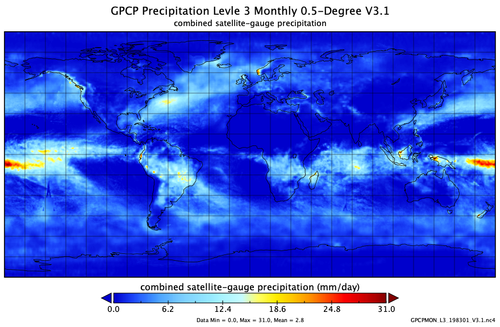 GPCP Precipitation Levle 3 Monthly 0.5-Degree V3.1
combined satellite-gauge precipitation
combined satellite-gauge precipitation (mm/day)
0.0 6.2 12.4 18.6 24.8 31.0
Data Min = 0.0, Max = 31.0, Mean = 2.8
GPCPMON_L3_198301_V3.1.nc4